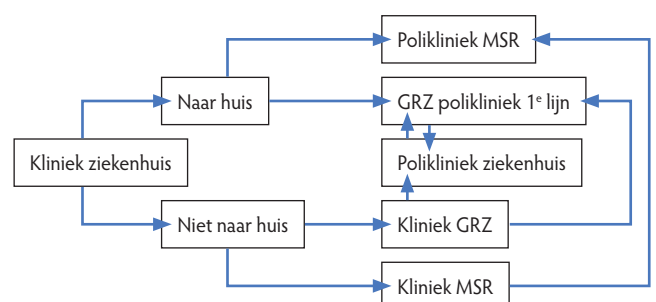 Polikliniek MSR
Naar huis
GRZ polikliniek 1e lijn
Kliniek ziekenhuis
Polikliniek ziekenhuis
Niet naar huis
Kliniek GRZ
Kliniek MSR